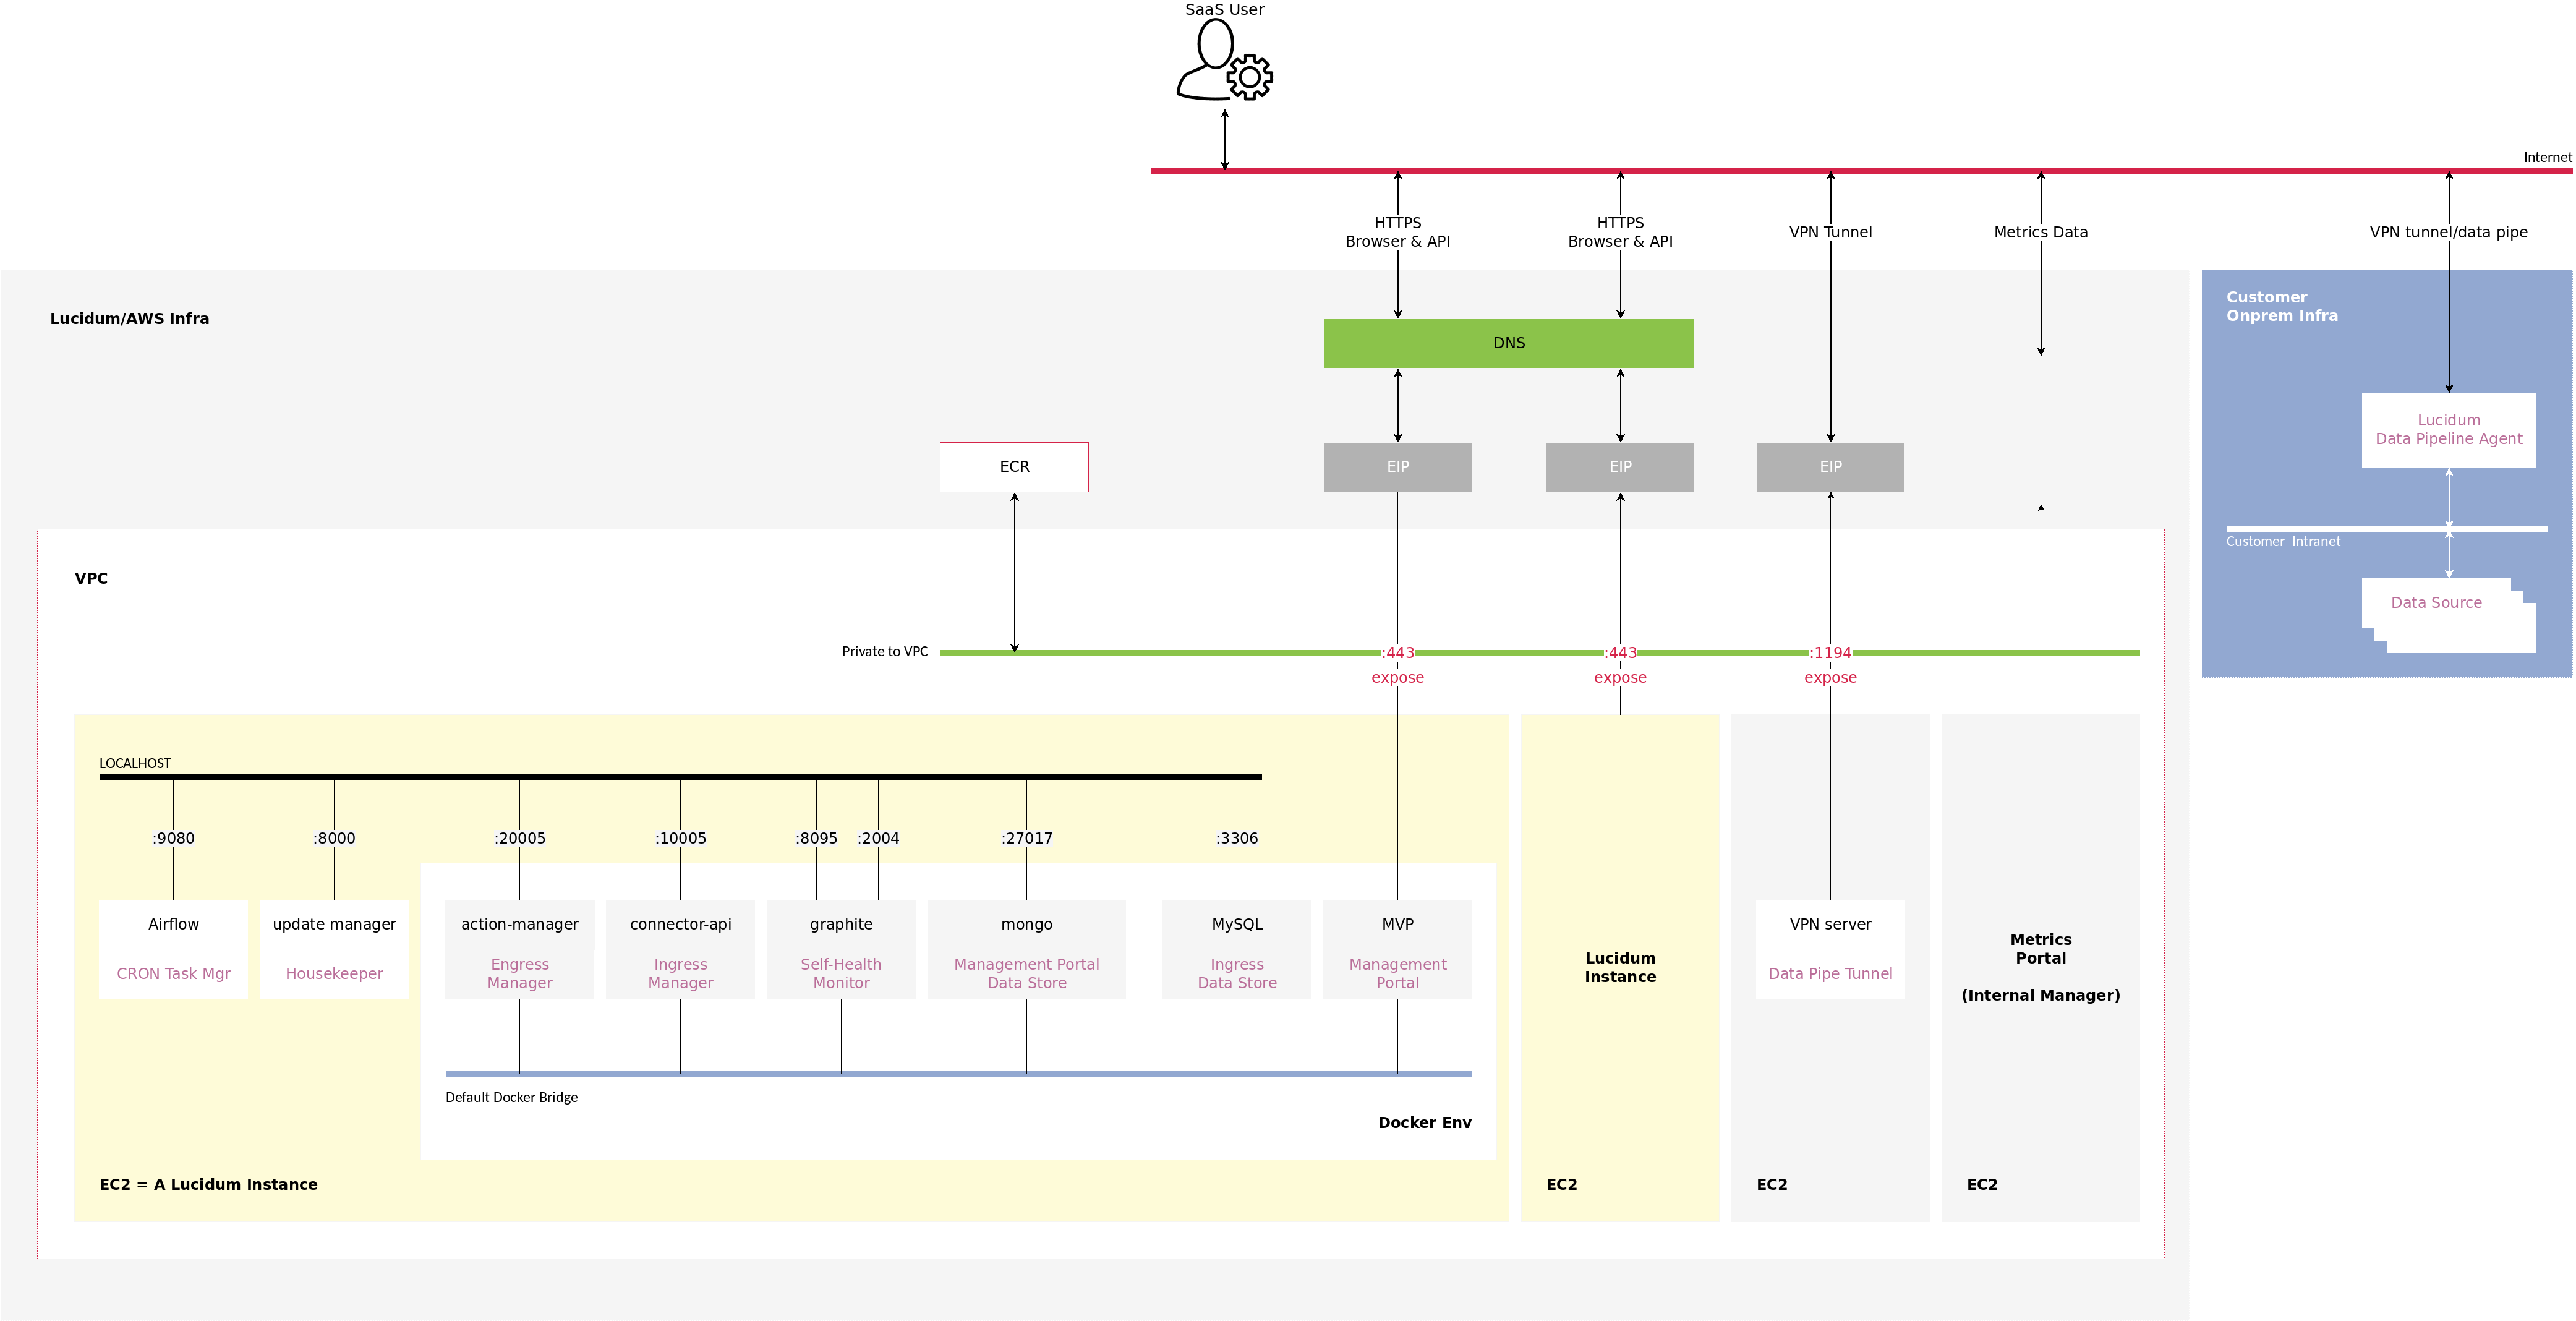 SaaS User
Internet
HTTPS
Browser & API
HTTPS
Browser & API
VPN Tunnel
Metrics Data
VPN tunnel/data pipe
Lucidum/AWS Infra
Customer
Onprem Infra
DNS
ECR
EIP
EIP
EIP
Lucidum
Data Pipeline Agent
Customer Intranet
Data Source
VPC
Private to VPC
:443
expose
:443
expose
:1194
expose
LOCALHOST
:9080
:8000
:20005
:10005
:8095
:2004
:27017
:3306
Airflow
CRON Task Mgr
update manager
Housekeeper
action-manager
Engress
Manager
connector-api
Ingress
Manager
graphite
Self-Health
Monitor
mongo
Management Portal
Data Store
MySQL
Ingress
Data Store
MVP
Management
Portal
Lucidum
Instance
VPN server
Data Pipe Tunnel
Metrics
Portal
(Internal Manager)
Default Docker Bridge
Docker Env
EC2 = A Lucidum Instance
EC2
EC2
EC2